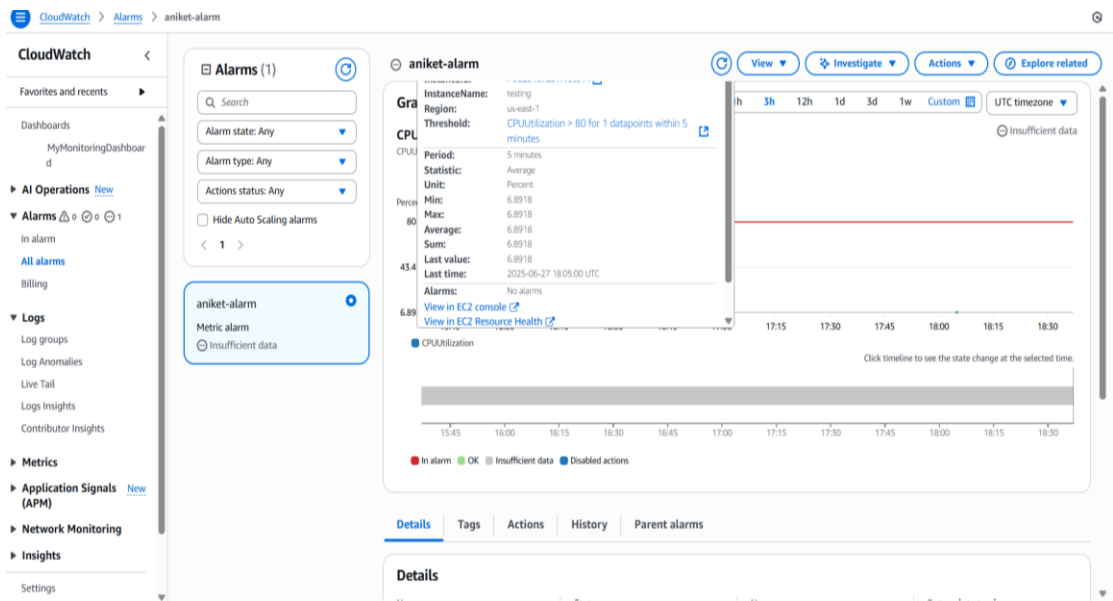 CloudWatch > Alarms > aniket-alarm
CloudWatch
Favorites and recents
Dashboards
MyMonitoringDashboar
d
AI Operations New
Alarms 0 0 1
In alarm
All alarms
Billing
Logs
Log groups
Log Anomalies
Live Tail
Logs Insights
Contributor Insights
Metrics
Application Signals New
(APM)
Network Monitoring
Insights
Settings
Alarms (1)
Search
Alarm state: Any
Alarm type: Any
Actions status: Any
Hide Auto Scaling alarms
1
aniket-alarm
Metric alarm
Insufficient data
aniket-alarm
View
Investigate
Actions
Explore related
Gra
3h 12h 1d 3d 1w Custom
UTC timezone
Insufficient data
CPU
CPUU
Percer
80
43.4
6.89
InstanceName: testing
Region: us-east-1
Threshold: CPUUtilization > 80 for 1 datapoints within 5
minutes
Period: 5 minutes
Statistic: Average
Unit: Percent
Min: 6.8918
Max: 6.8918
Average: 6.8918
Sum: 6.8918
Last value: 6.8918
Last time: 2025-06-27 18:05:00 UTC
Alarms: No alarms
View in EC2 console
View in EC2 Resource Health
17:15 17:30 17:45 18:00 18:15 18:30
CPUUtilization
Click timeline to see the state change at the selected time.
15:45 16:00 16:15 16:30 16:45 17:00 17:15 17:30 17:45 18:00 18:15 18:30
In alarm OK Insufficient data Disabled actions
Details Tags Actions History Parent alarms
Details